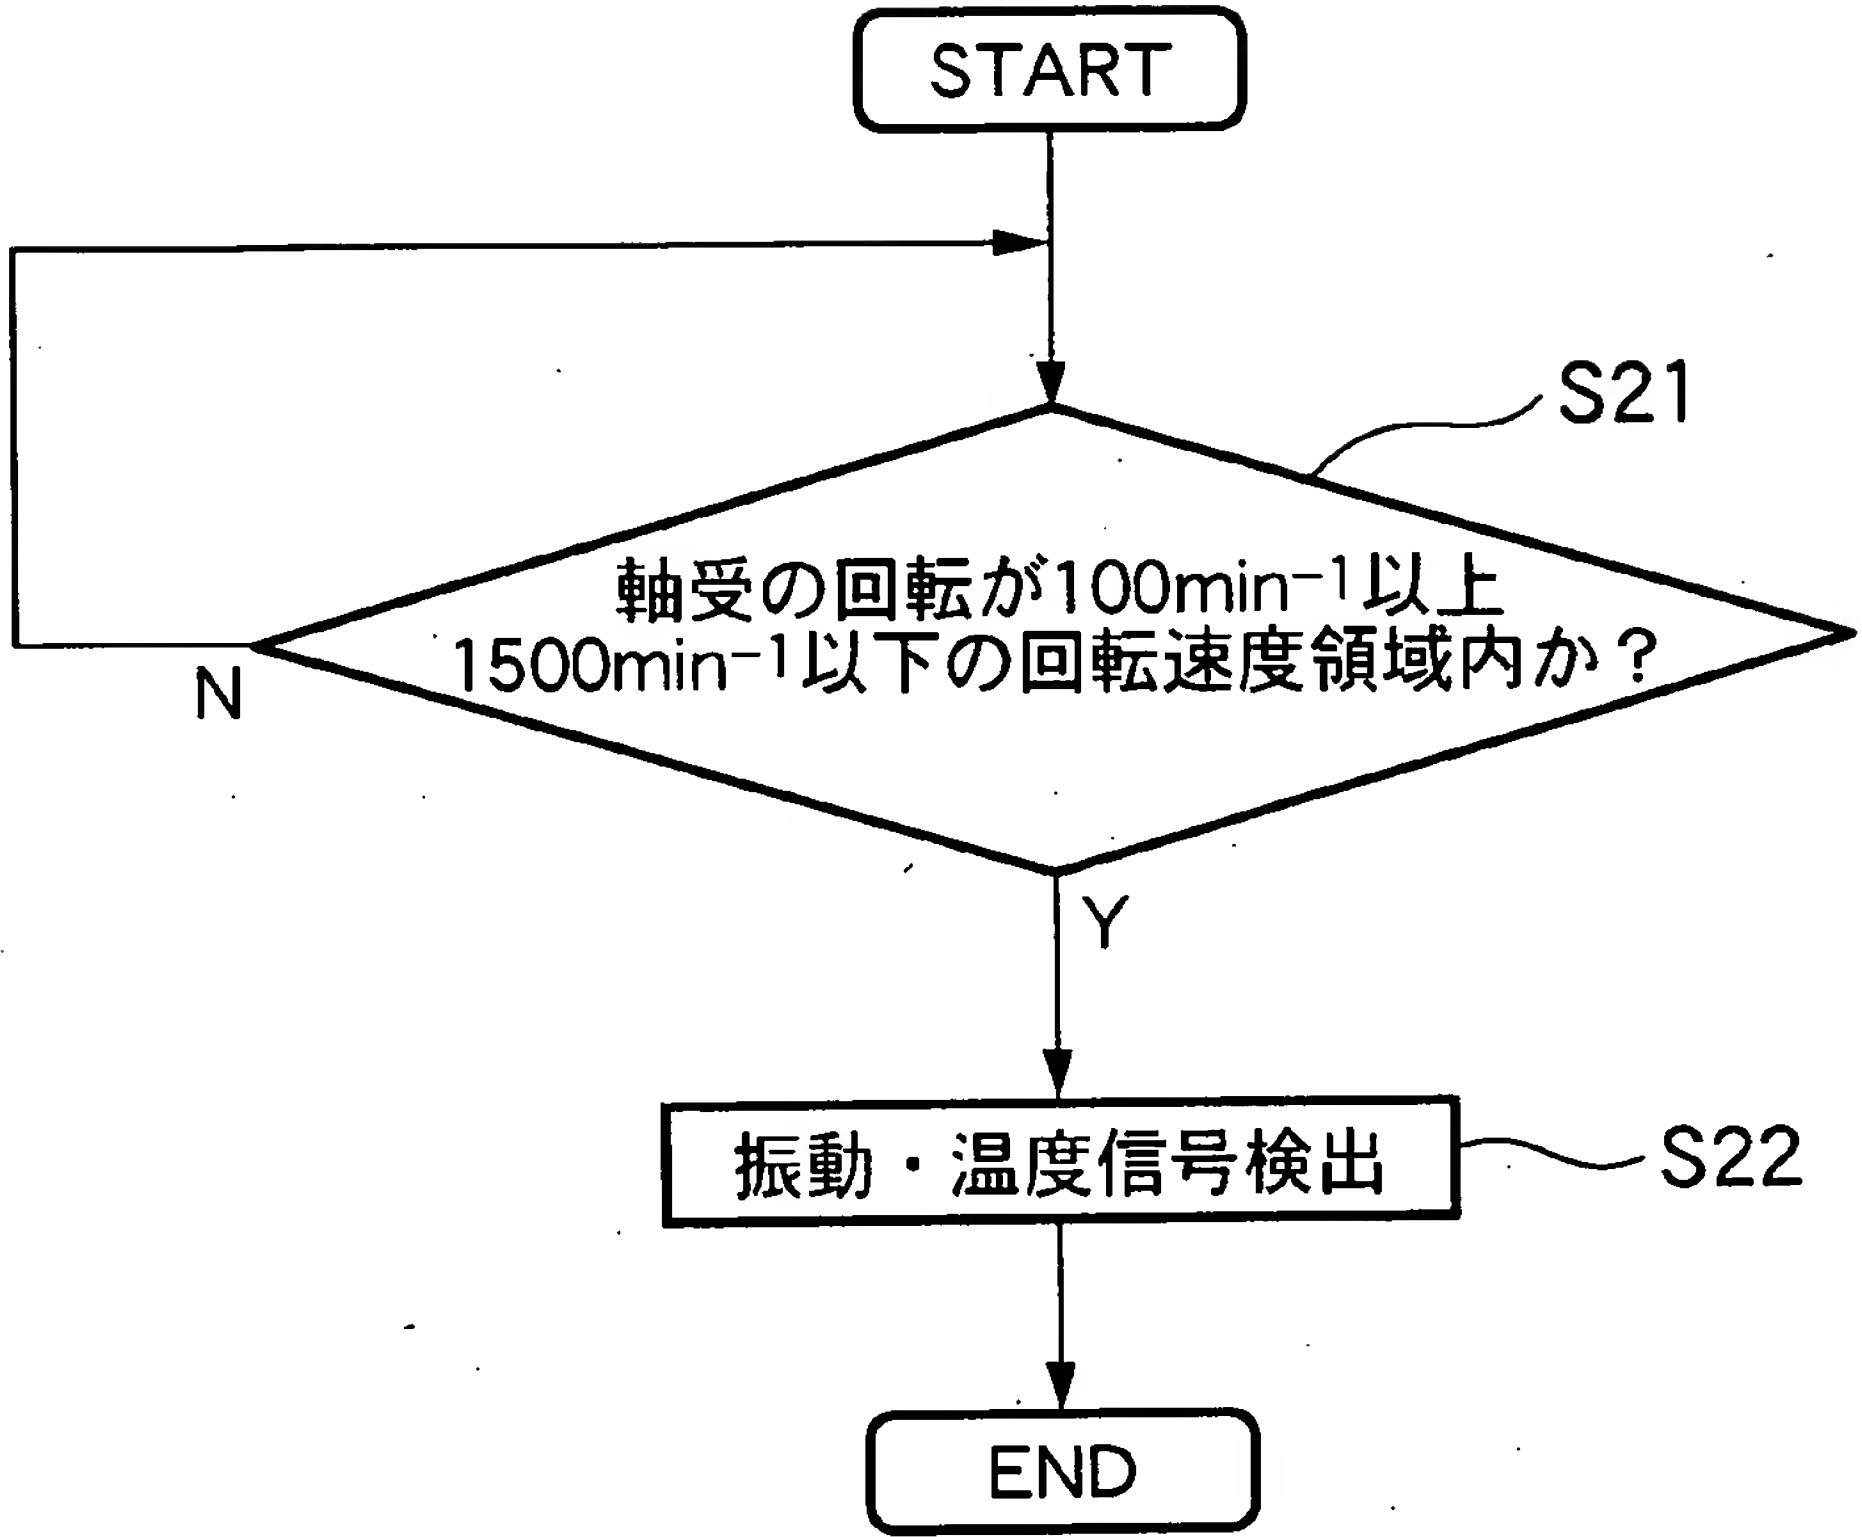 START
S21
軸受の回転が100min⁻¹以上
1500min⁻¹以下の回転速度領域内か？
N
Y
振動・温度信号検出
S22
END